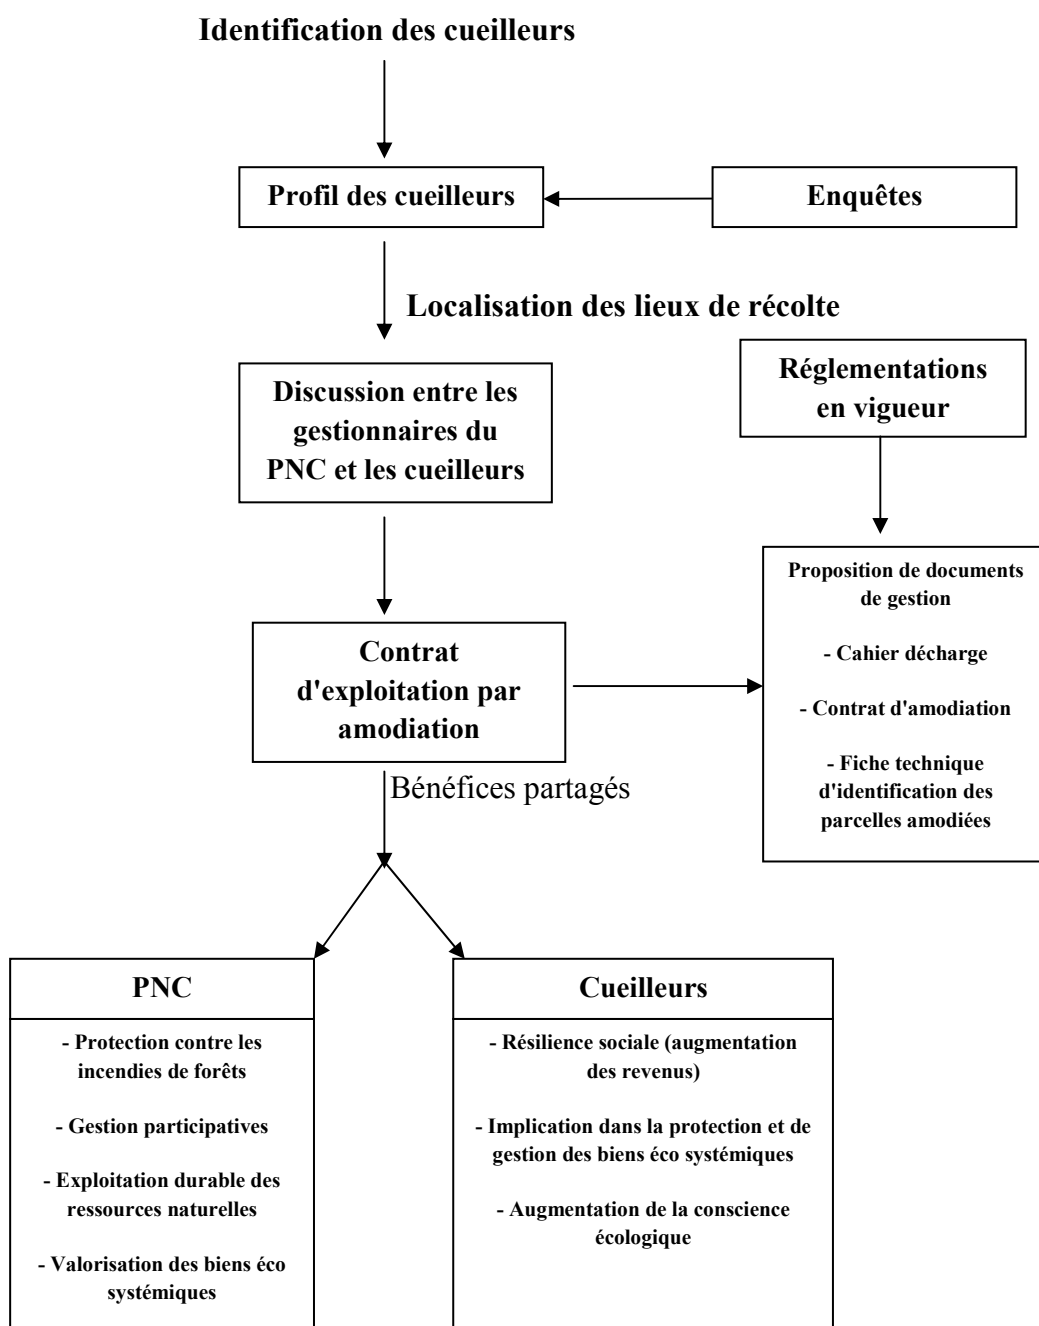 Identification des cueilleurs
Profil des cueilleurs
Enquêtes
Localisation des lieux de récolte
Discussion entre les
gestionnaires du
PNC et les cueilleurs
Réglementations
en vigueur
Proposition de documents
de gestion
- Cahier décharge
- Contrat d'amodiation
- Fiche technique
d'identification des
parcelles amodiées
Contrat
d'exploitation par
amodiation
Bénéfices partagés
PNC
- Protection contre les
incendies de forêts
- Gestion participatives
- Exploitation durable des
ressources naturelles
- Valorisation des biens éco
systémiques
Cueilleurs
- Résilience sociale (augmentation
des revenus)
- Implication dans la protection et de
gestion des biens éco systémiques
- Augmentation de la conscience
écologique